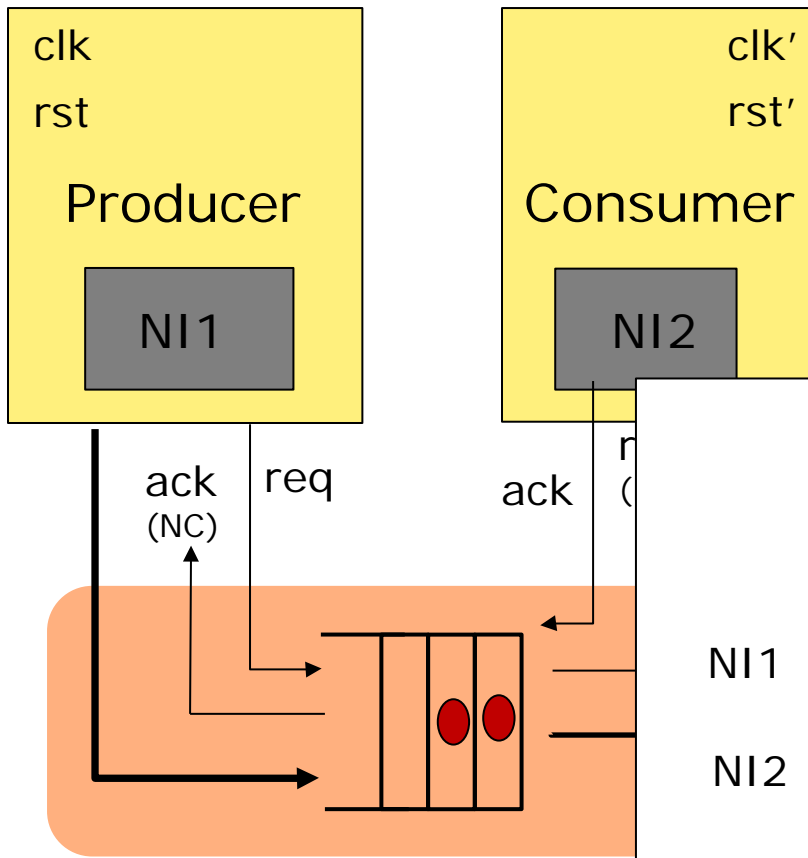 clk
rst
Producer
NI1
clk'
rst'
Consumer
NI2
ack
(NC)
req
ack
NI1
NI2